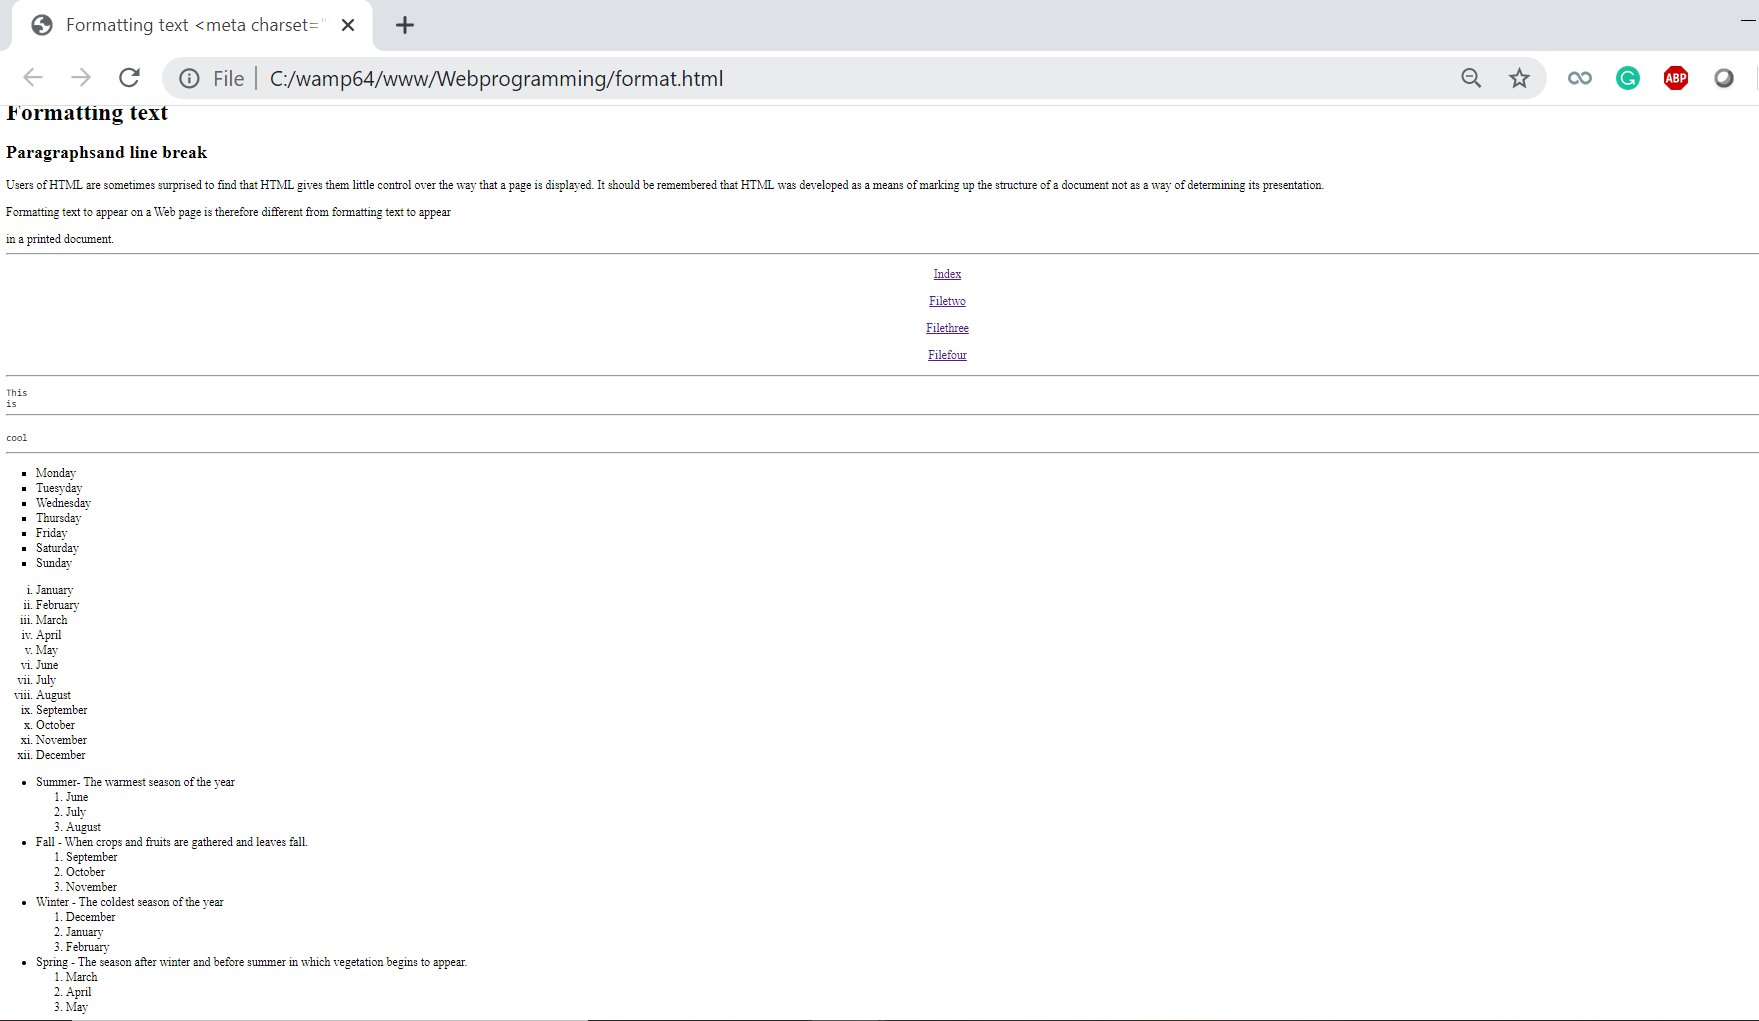 Formatting text <meta charset="
File
C:/wamp64/www/Webprogramming/format.html
ABP
Formatting text
Paragraphsand line break
Users of HTML are sometimes surprised to find that HTML gives them little control over the way that a page is displayed. It should be remembered that HTML was developed as a means of marking up the structure of a document not as a way of determining its presentation.
Formatting text to appear on a Web page is therefore different from formatting text to appear
in a printed document.
Index
Filetwo
Filethree
Filefour
This
is
cool
▪ Monday
▪ Tuesyday
▪ Wednesday
▪ Thursday
▪ Friday
▪ Saturday
▪ Sunday
i. January
ii. February
iii. March
iv. April
v. May
vi. June
vii. July
viii. August
ix. September
x. October
xi. November
xii. December
• Summer- The warmest season of the year
1. June
2. July
3. August
• Fall - When crops and fruits are gathered and leaves fall.
1. September
2. October
3. November
• Winter - The coldest season of the year
1. December
2. January
3. February
• Spring - The season after winter and before summer in which vegetation begins to appear.
1. March
2. April
3. May